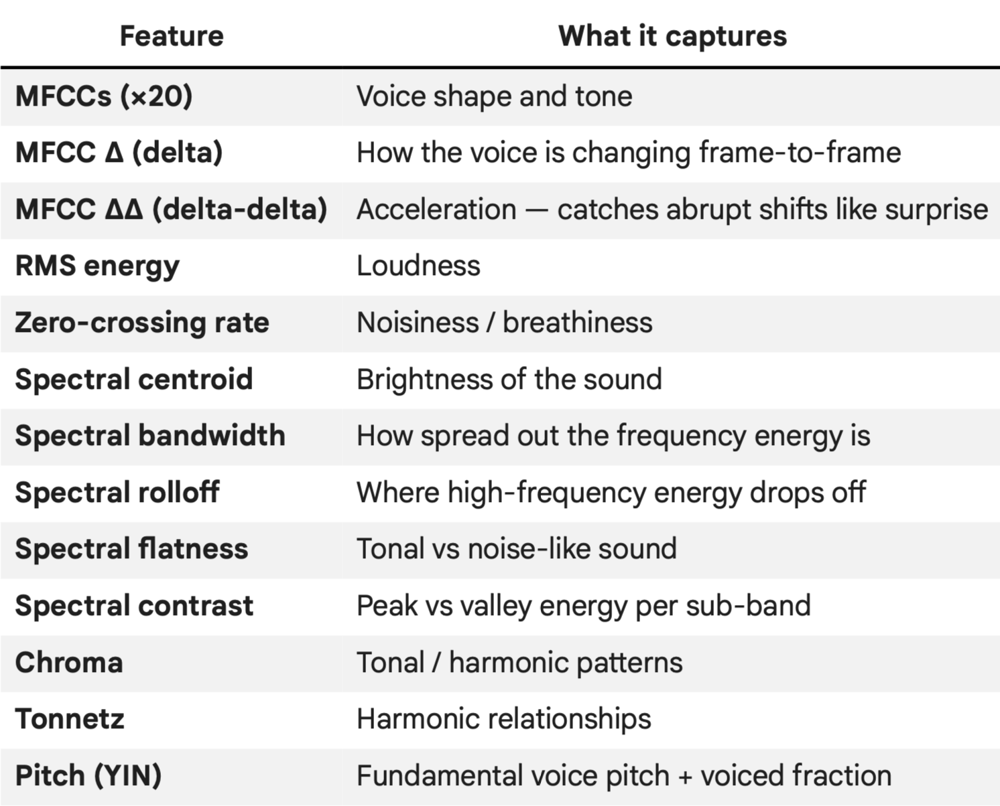 Feature What it captures
MFCCs (×20) Voice shape and tone
MFCC Δ (delta) How the voice is changing frame-to-frame
MFCC ΔΔ (delta-delta) Acceleration — catches abrupt shifts like surprise
RMS energy Loudness
Zero-crossing rate Noisiness / breathiness
Spectral centroid Brightness of the sound
Spectral bandwidth How spread out the frequency energy is
Spectral rolloff Where high-frequency energy drops off
Spectral flatness Tonal vs noise-like sound
Spectral contrast Peak vs valley energy per sub-band
Chroma Tonal / harmonic patterns
Tonnetz Harmonic relationships
Pitch (YIN) Fundamental voice pitch + voiced fraction